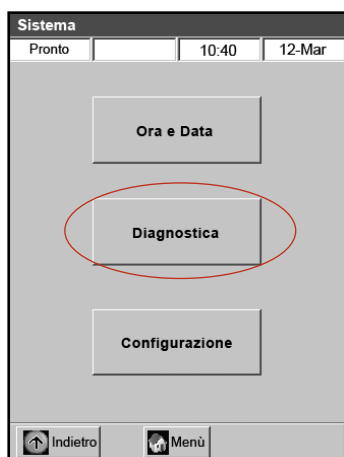 Sistema
Pronto 10:40 12-Mar
Ora e Data
Diagnostica
Configurazione
Indietro Menù